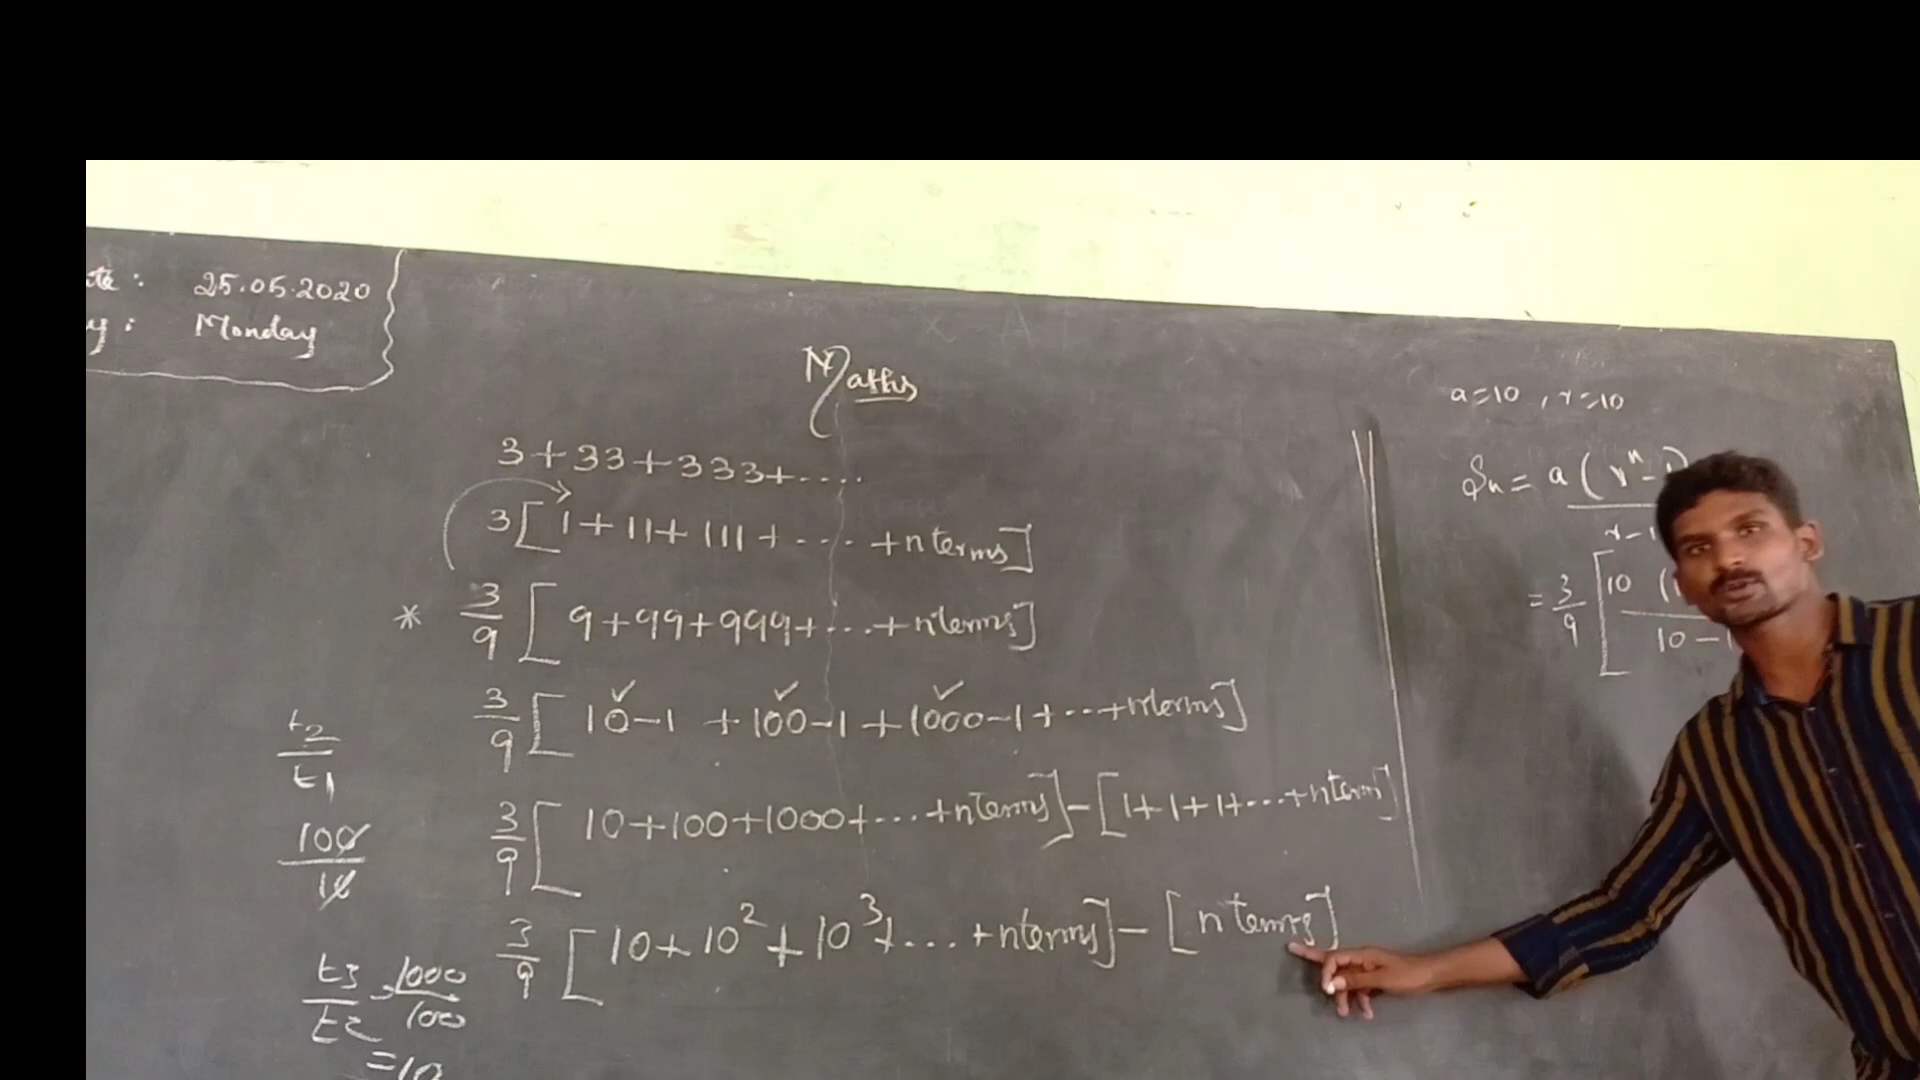 25.05.2020
Monday
Maths
3+33+333+....
3[1+11+111+....+n terms]
* 3/9 [9+99+999+...+n terms]
3/9 [10-1 +100-1+1000-1+...+n terms]
3/9 [10+100+1000+...+n terms]-[1+1+1+...+n terms]
3/9 [10+10²+10³+...+n terms]-[n terms]
t2/t1
100/10
t3/t2 = 1000/100
=10
a=10, r=10
Sn = a(rⁿ-1)
r-1
= 3/9 [10 (
10-1